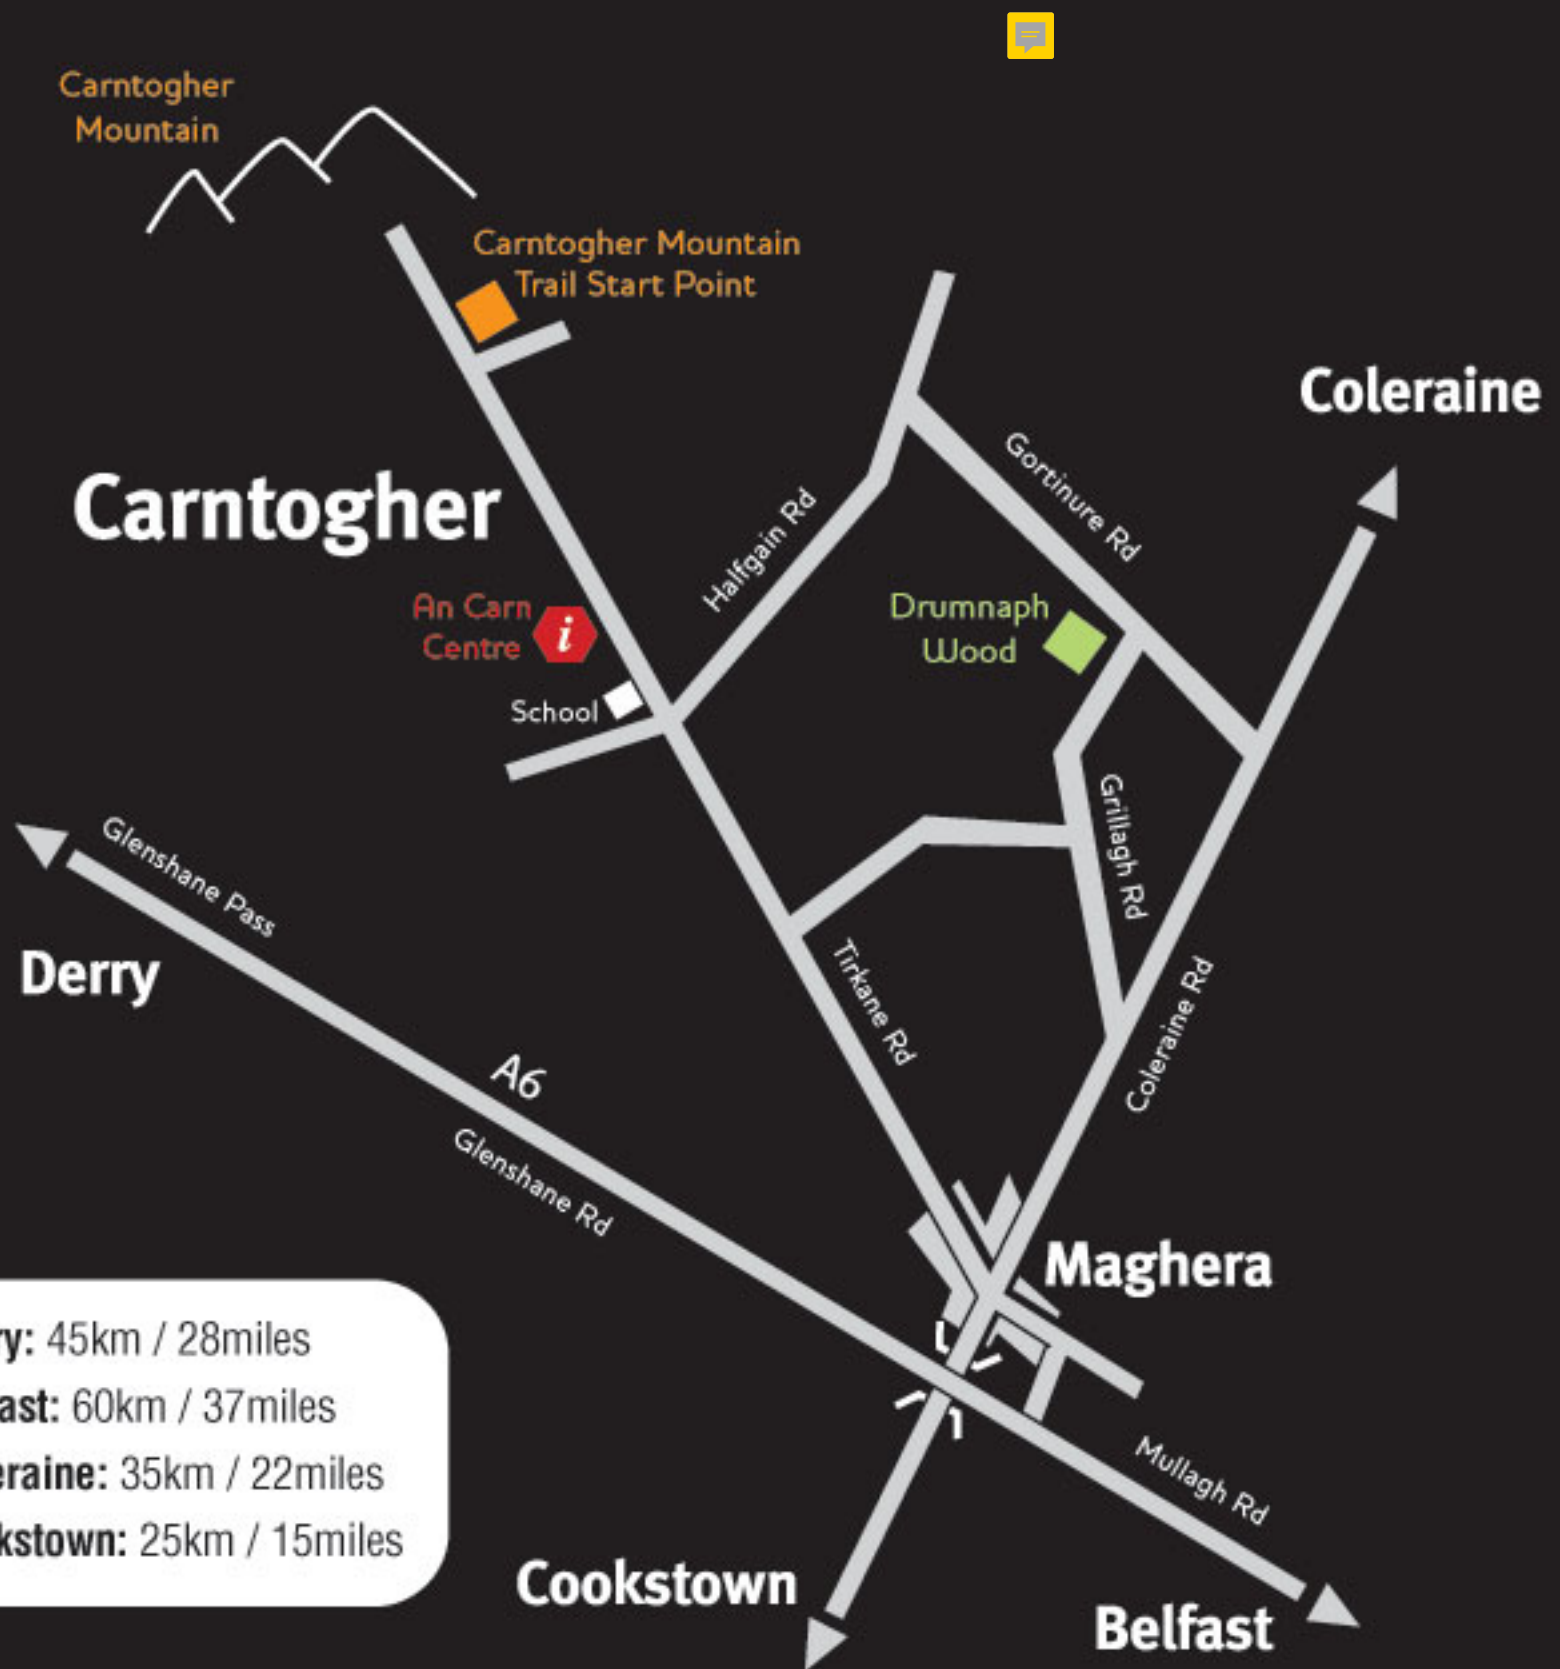 Carntogher
Mountain
Carntogher Mountain
Trail Start Point
Coleraine
Gortinure Rd
Carntogher
Halfgain Rd
An Carn
Centre
i
Drumnaph
Wood
School
Grillagh Rd
Glenshane Pass
Derry
Tirkane Rd
Coleraine Rd
A6
Glenshane Rd
Maghera
ry: 45km / 28miles
ast: 60km / 37miles
eraine: 35km / 22miles
kstown: 25km / 15miles
Mullagh Rd
Cookstown
Belfast